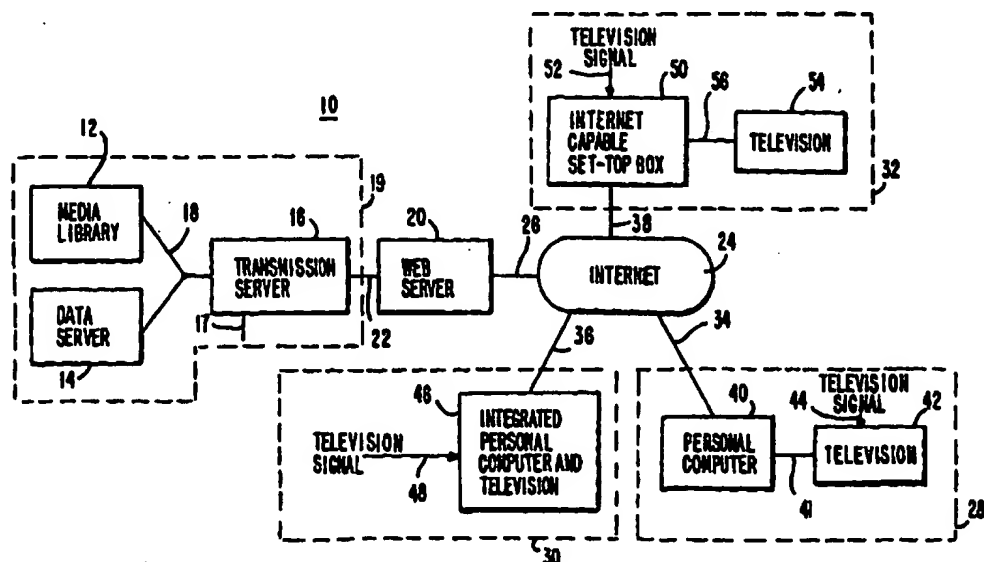 10
12
MEDIA
LIBRARY
18
DATA
SERVER
14
16
TRANSMISSION
SERVER
17
19
22
20
WEB
SERVER
26
INTERNET
24
TELEVISION
SIGNAL
52
50
INTERNET
CAPABLE
SET-TOP BOX
56
54
TELEVISION
32
38
36
34
46
INTEGRATED
PERSONAL
COMPUTER AND
TELEVISION
TELEVISION
SIGNAL
48
30
40
PERSONAL
COMPUTER
41
TELEVISION
SIGNAL
44
42
TELEVISION
28